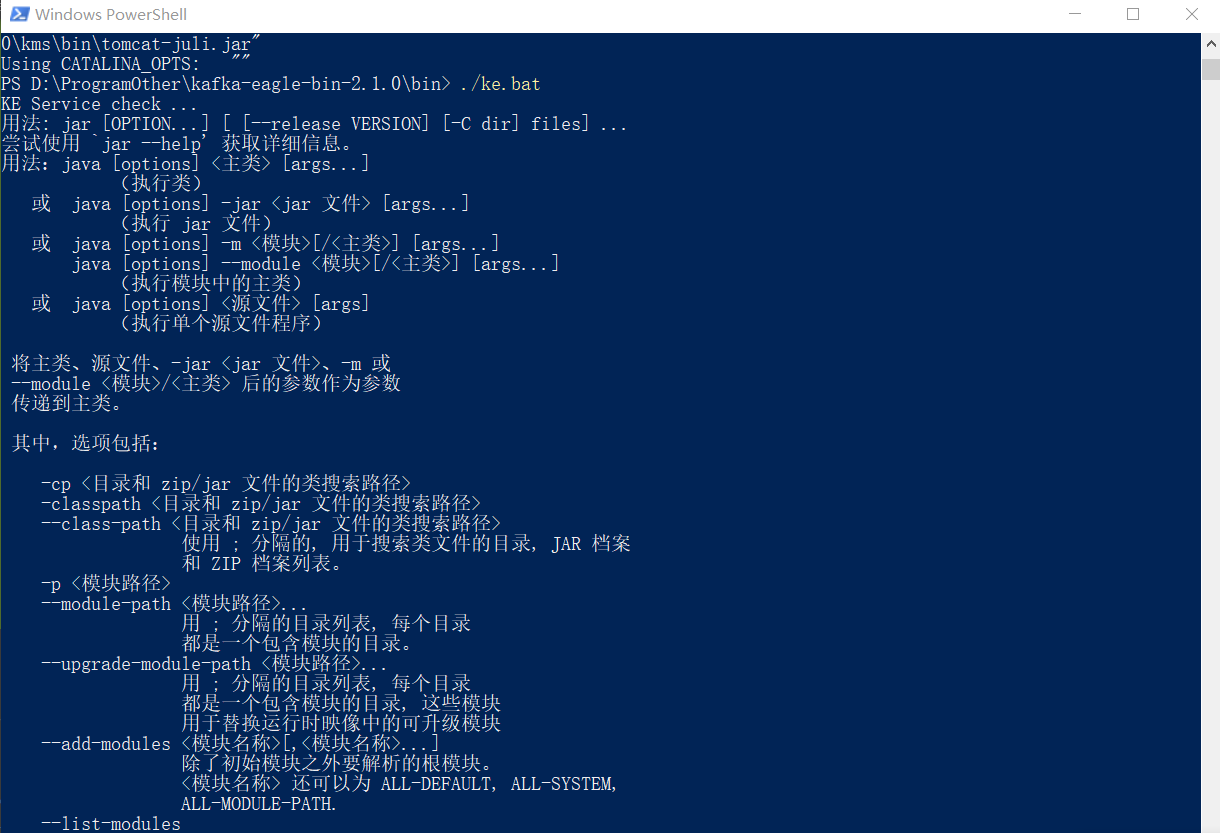 Windows PowerShell
0\kms\bin\tomcat-juli.jar"
Using CATALINA_OPTS:   ""
PS D:\ProgramOther\kafka-eagle-bin-2.1.0\bin> ./ke.bat
KE Service check ...
用法: jar [OPTION...] [ [--release VERSION] [-C dir] files] ...
尝试使用 `jar --help' 获取详细信息。
用法：java [options] <主类> [args...]
（执行类）
或  java [options] -jar <jar 文件> [args...]
（执行 jar 文件）
或  java [options] -m <模块>[/<主类>] [args...]
java [options] --module <模块>[/<主类>] [args...]
（执行模块中的主类）
或  java [options] <源文件> [args]
（执行单个源文件程序）
将主类、源文件、-jar <jar 文件>、-m 或
--module <模块>/<主类> 后的参数作为参数
传递到主类。
其中，选项包括：
-cp <目录和 zip/jar 文件的类搜索路径>
-classpath <目录和 zip/jar 文件的类搜索路径>
--class-path <目录和 zip/jar 文件的类搜索路径>
使用 ; 分隔的, 用于搜索类文件的目录, JAR 档案
和 ZIP 档案列表。
-p <模块路径>
--module-path <模块路径>...
用 ; 分隔的目录列表, 每个目录
都是一个包含模块的目录。
--upgrade-module-path <模块路径>...
用 ; 分隔的目录列表, 每个目录
都是一个包含模块的目录, 这些模块
用于替换运行时映像中的可升级模块
--add-modules <模块名称>[,<模块名称>...]
除了初始模块之外要解析的根模块。
<模块名称> 还可以为 ALL-DEFAULT, ALL-SYSTEM,
ALL-MODULE-PATH.
--list-modules